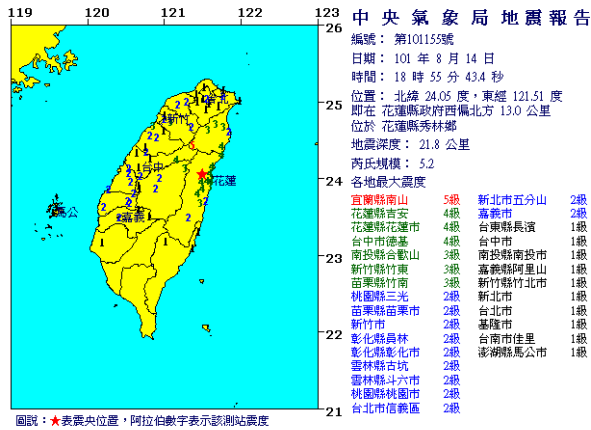 119 120 121 122 123
26
25
24
23
22
21
台北
新竹
台中
花蓮
嘉義
馬公
中央氣象局地震報告
編號： 第101155號
日期： 101 年 8 月 14 日
時間： 18 時 55 分 43.4 秒
位置： 北緯 24.05 度，東經 121.51 度
即在 花蓮縣政府西偏北方 13.0 公里
位於 花蓮縣秀林鄉
地震深度： 21.8 公里
芮氏規模： 5.2
各地最大震度
宜蘭縣南山 5級 新北市五分山 2級
花蓮縣吉安 4級 嘉義市 2級
花蓮縣花蓮市 4級 台東縣長濱 1級
台中市德基 4級 台中市 1級
南投縣合歡山 3級 南投縣南投市 1級
新竹縣竹東 3級 嘉義縣阿里山 1級
苗栗縣竹南 3級 新竹縣竹北市 1級
桃園縣三光 2級 新北市 1級
苗栗縣苗栗市 2級 台北市 1級
新竹市 2級 基隆市 1級
彰化縣員林 2級 台南市佳里 1級
彰化縣彰化市 2級 澎湖縣馬公市 1級
雲林縣古坑 2級
雲林縣斗六市 2級
桃園縣桃園市 2級
台北市信義區 2級
圖說：★表震央位置，阿拉伯數字表示該測站震度